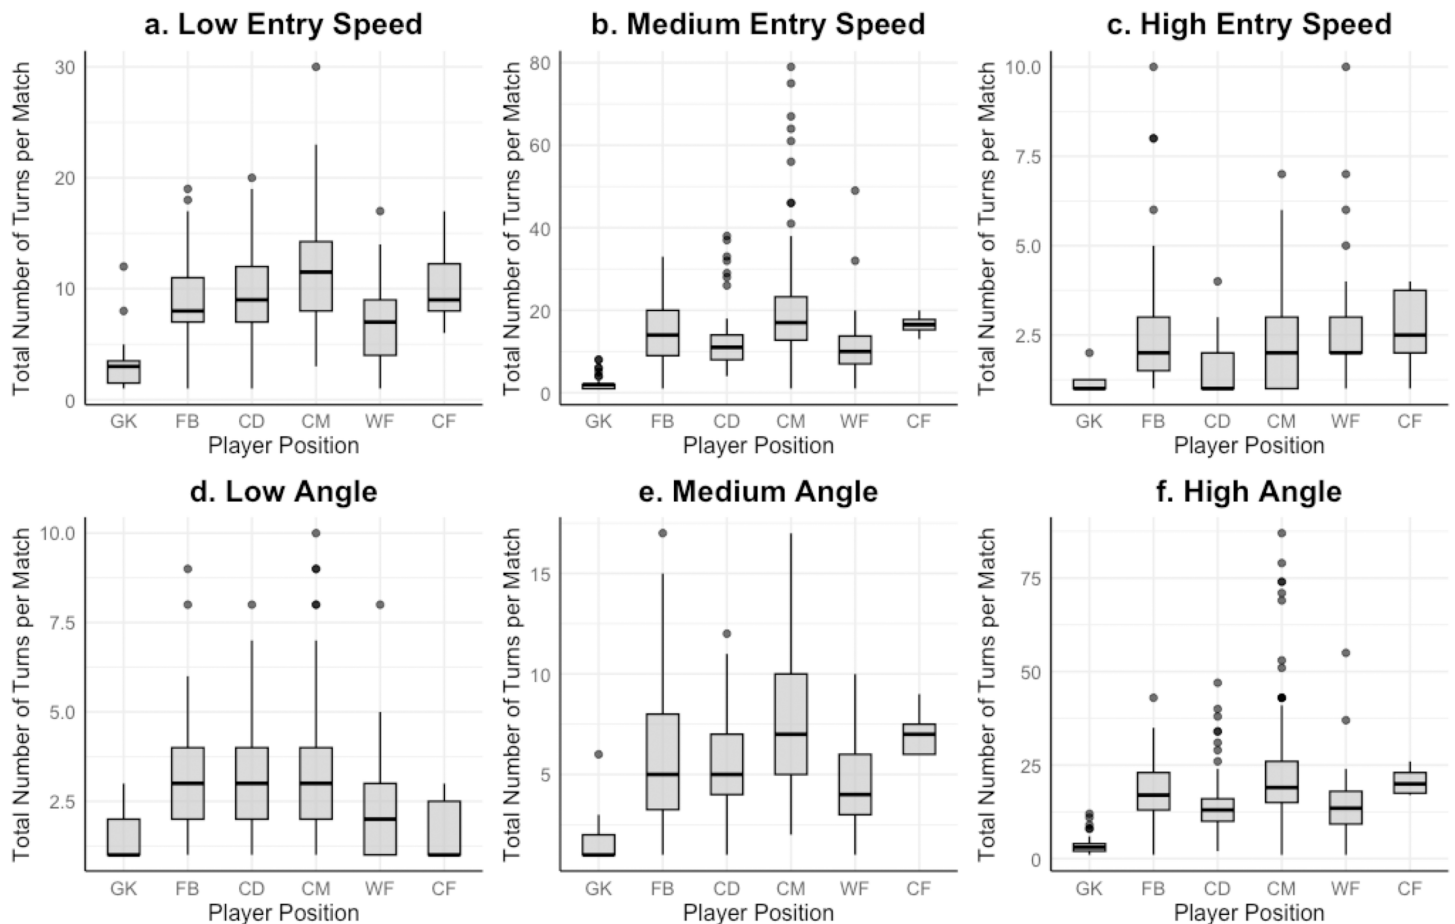 a. Low Entry Speed
Total Number of Turns per Match
30
20
10
0
GK FB CD CM WF CF
Player Position
b. Medium Entry Speed
Total Number of Turns per Match
80
60
40
20
0
GK FB CD CM WF CF
Player Position
c. High Entry Speed
Total Number of Turns per Match
10.0
7.5
5.0
2.5
GK FB CD CM WF CF
Player Position
d. Low Angle
Total Number of Turns per Match
10.0
7.5
5.0
2.5
GK FB CD CM WF CF
Player Position
e. Medium Angle
Total Number of Turns per Match
15
10
5
GK FB CD CM WF CF
Player Position
f. High Angle
Total Number of Turns per Match
75
50
25
0
GK FB CD CM WF CF
Player Position